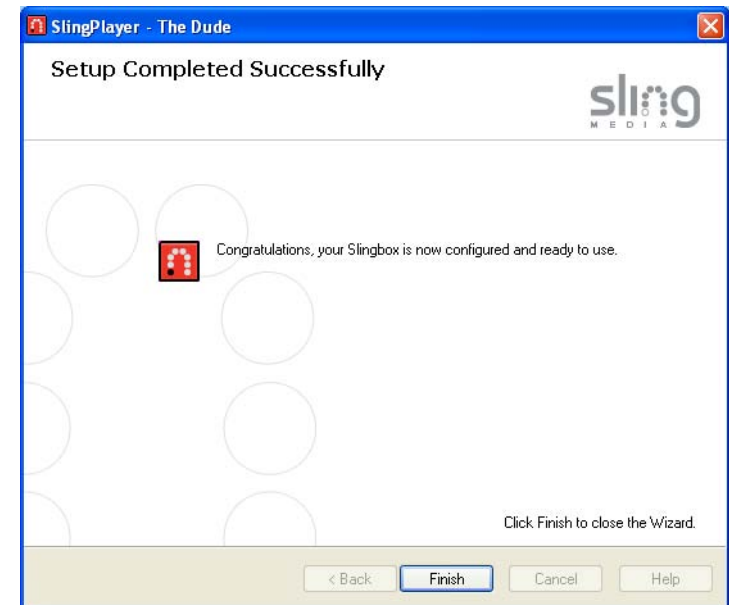 SlingPlayer - The Dude
Setup Completed Successfully
sling
MEDIA
Congratulations, your Slingbox is now configured and ready to use.
Click Finish to close the Wizard.
< Back
Finish
Cancel
Help